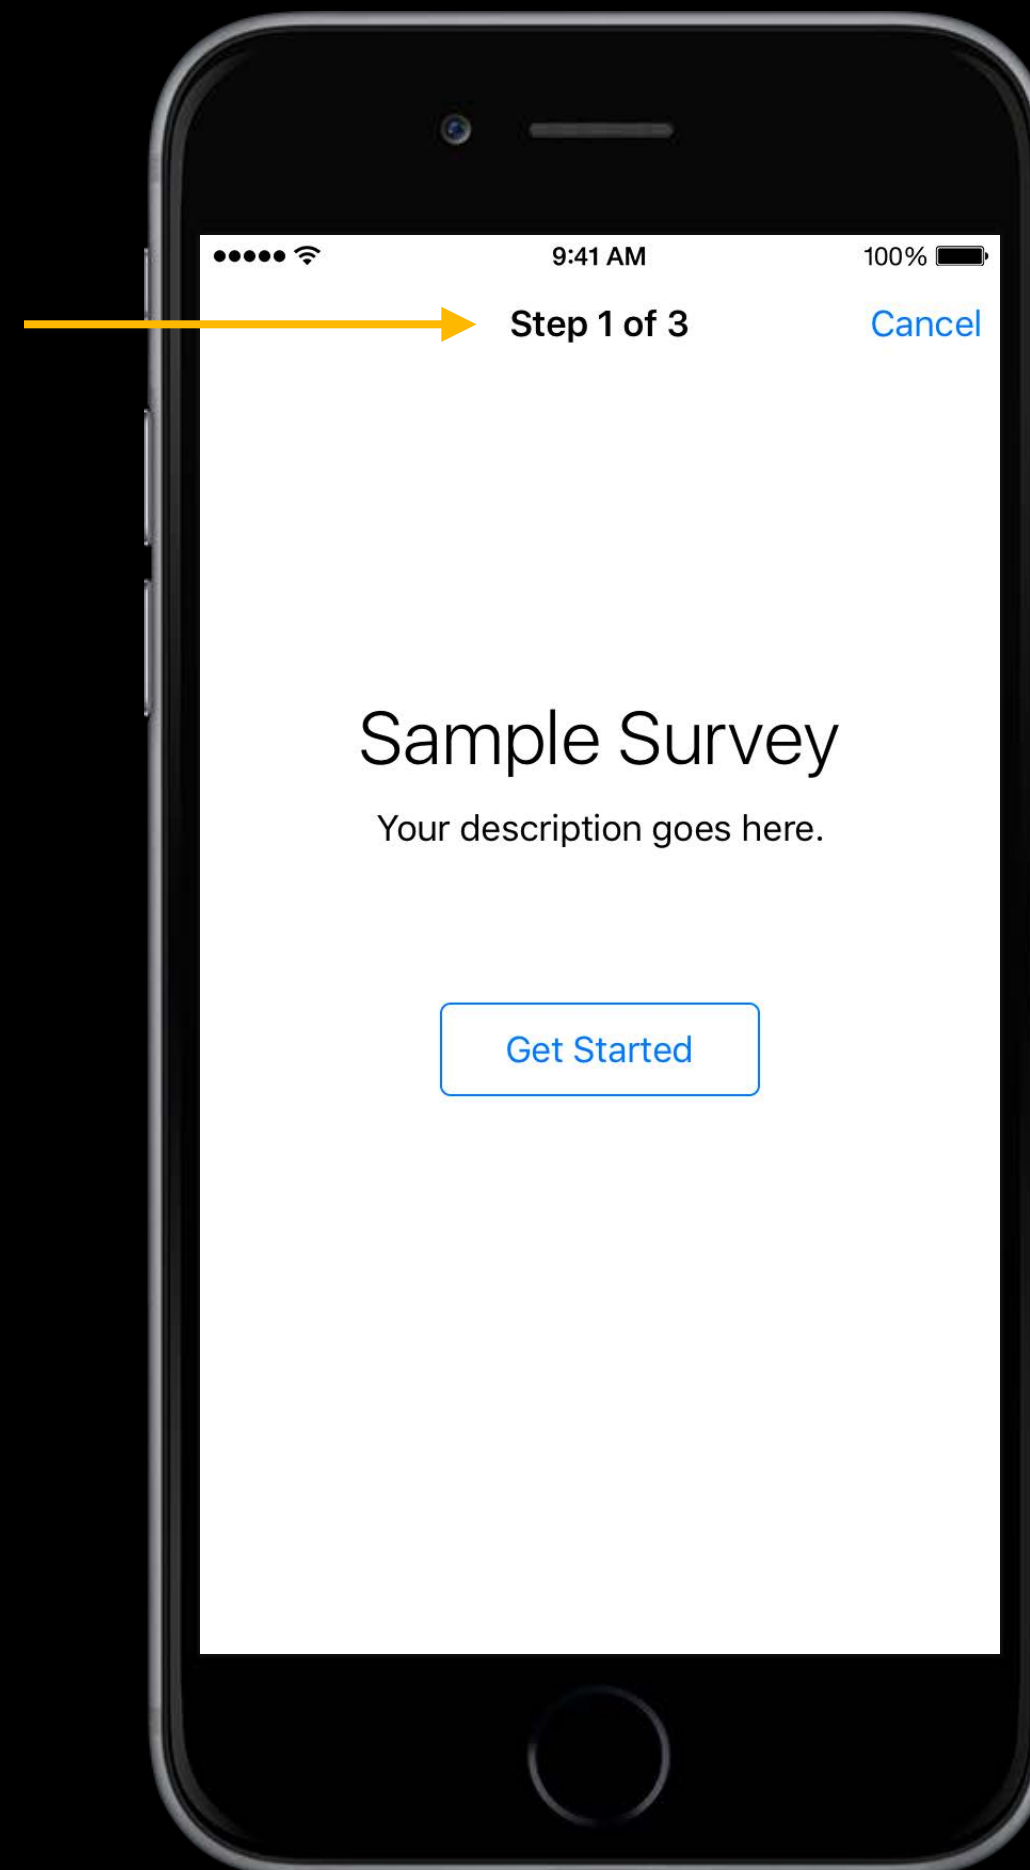 9:41 AM
100%
Step 1 of 3
Cancel
Sample Survey
Your description goes here.
Get Started